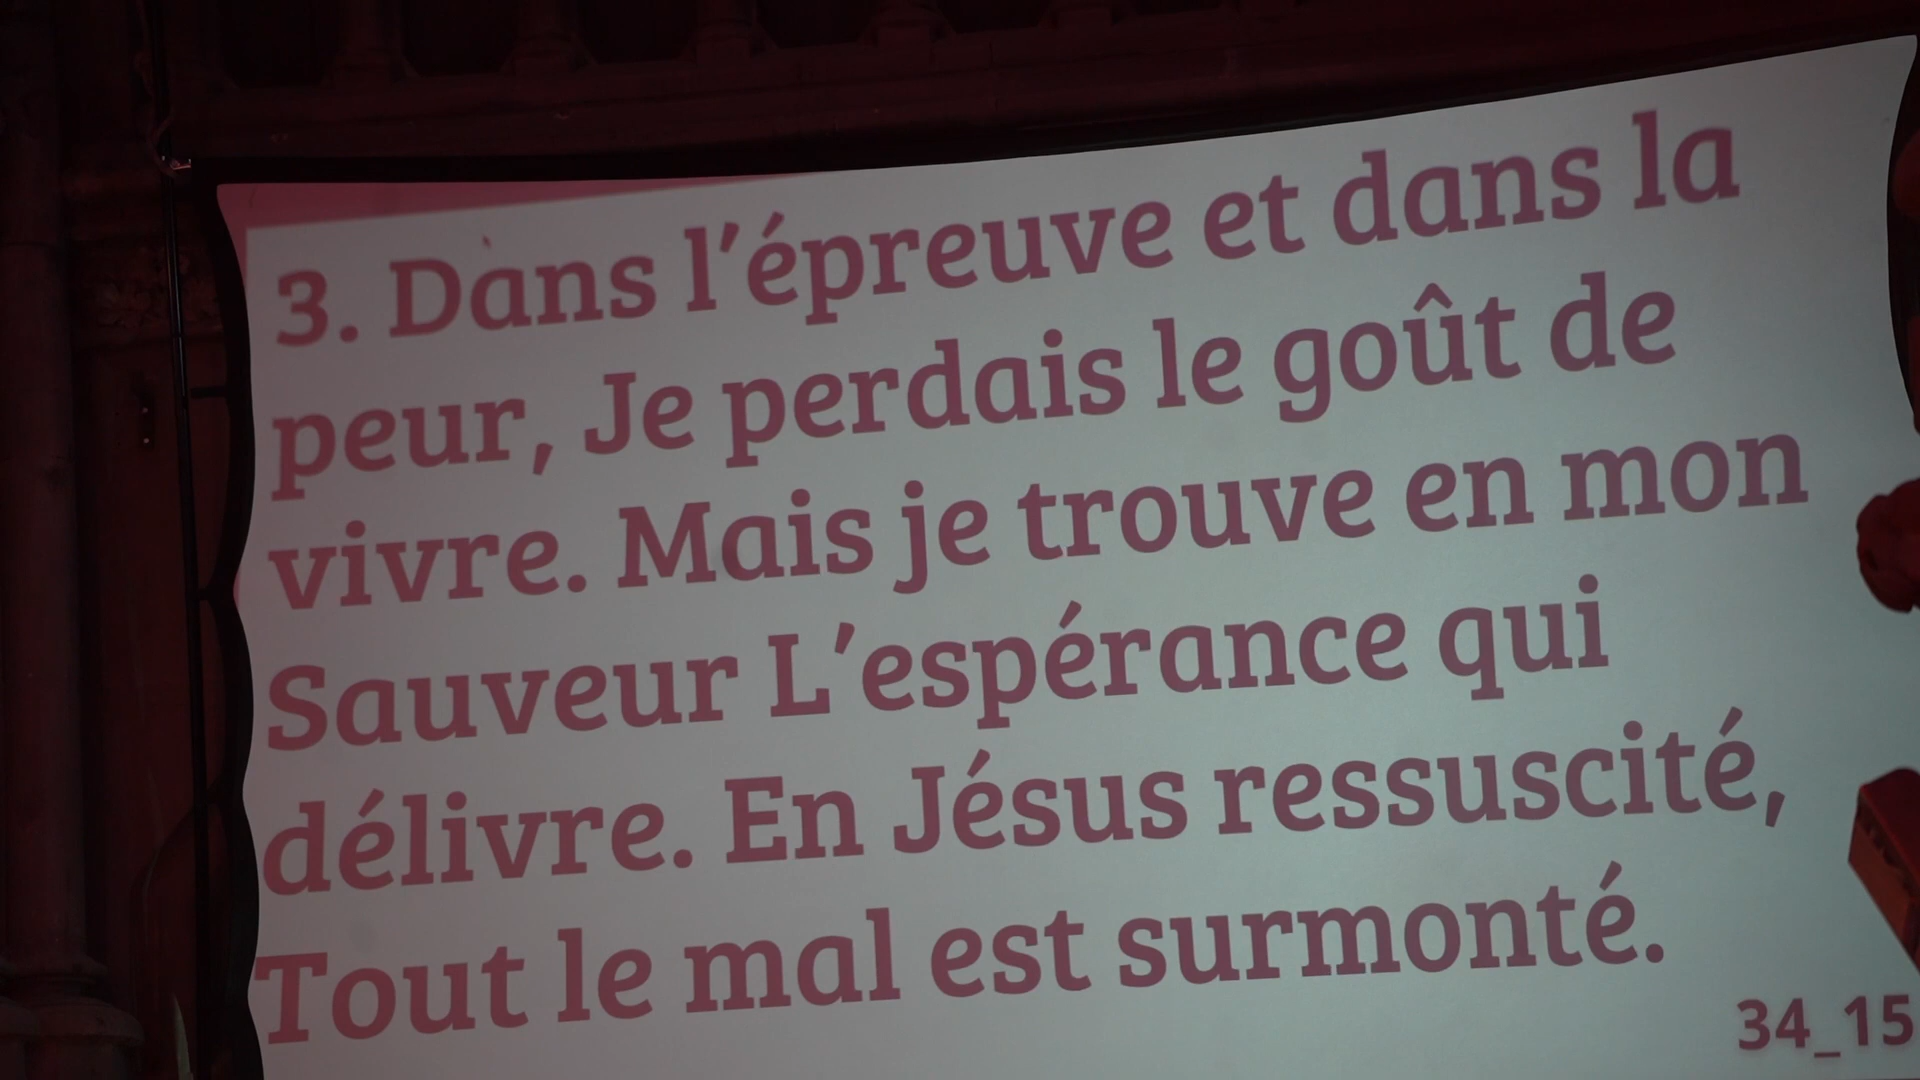 3. Dans l'épreuve et dans la
peur, Je perdais le goût de
vivre. Mais je trouve en mon
Sauveur L'espérance qui
délivre. En Jésus ressuscité,
Tout le mal est surmonté.
34_15